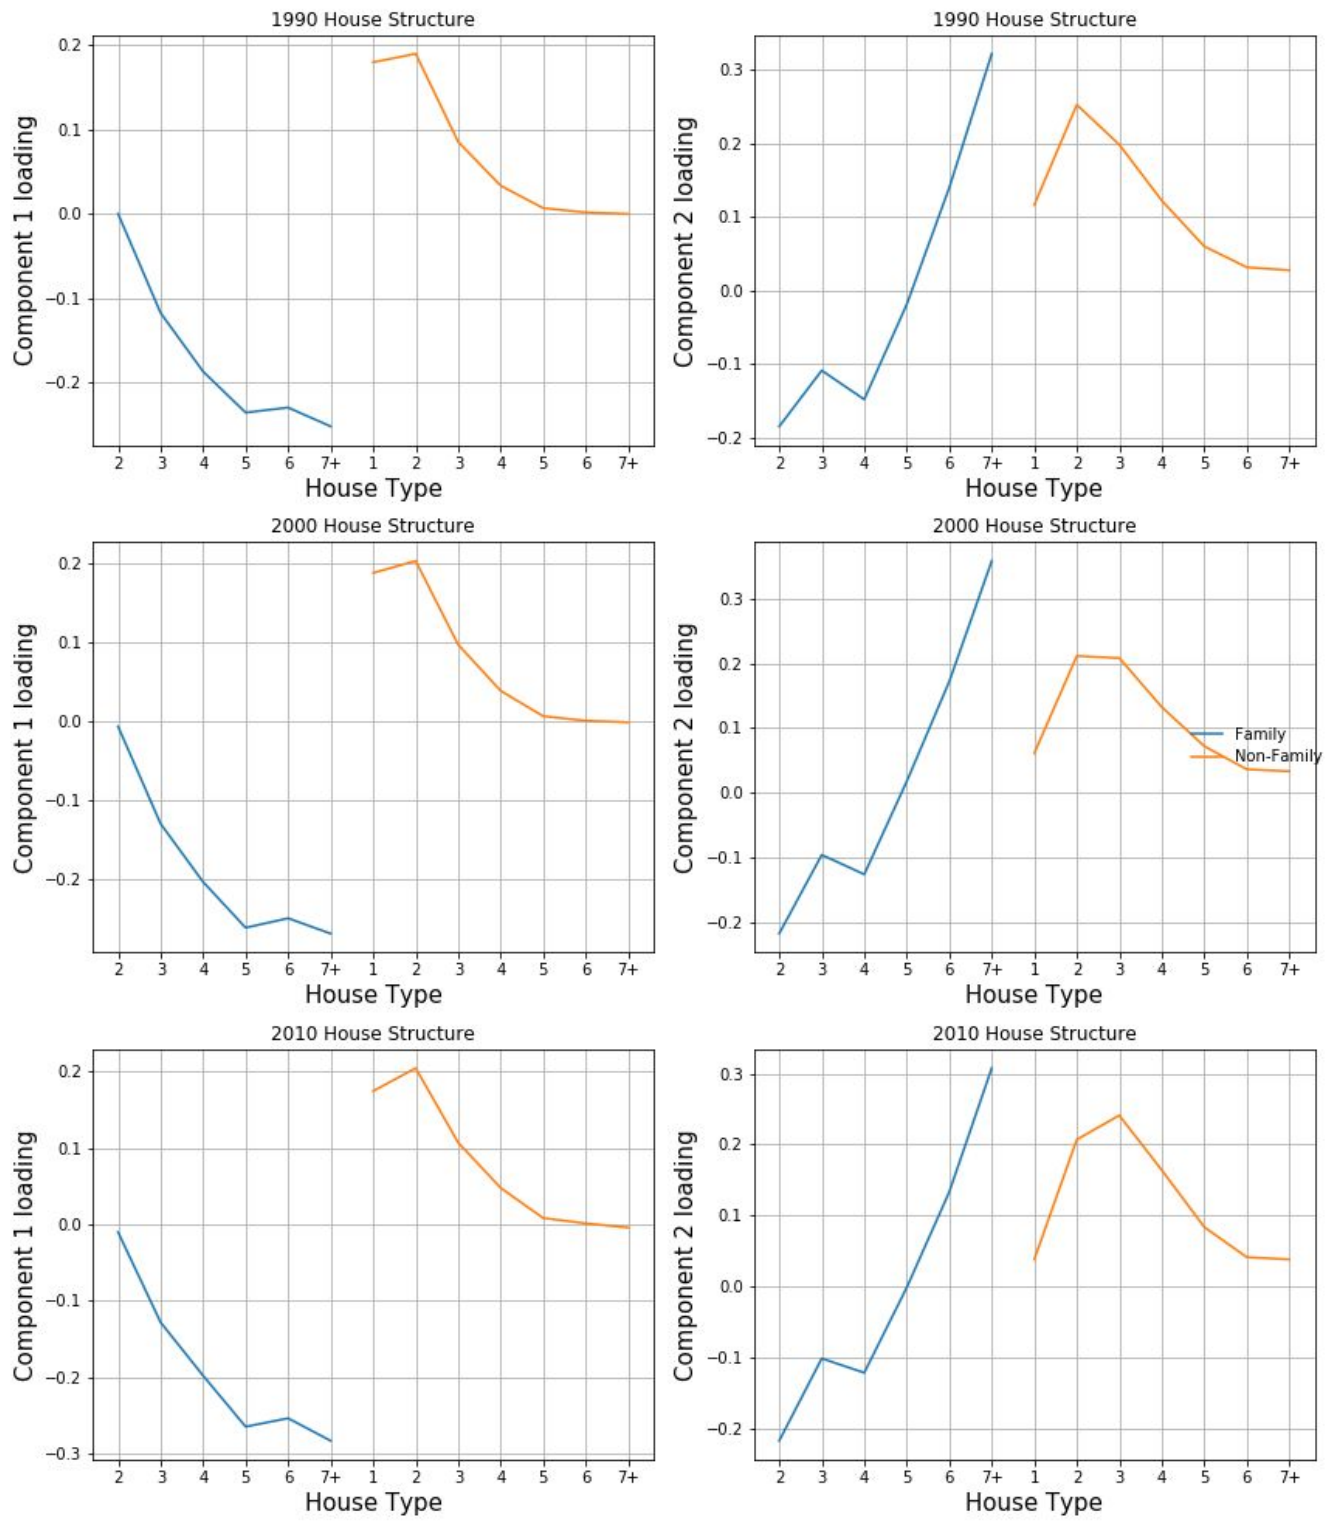 1990 House Structure
0.2
0.1
0.0
−0.1
−0.2
Component 1 loading
2 3 4 5 6 7+ 1 2 3 4 5 6 7+
House Type
1990 House Structure
0.3
0.2
0.1
0.0
−0.1
−0.2
Component 2 loading
2 3 4 5 6 7+ 1 2 3 4 5 6 7+
House Type
2000 House Structure
0.2
0.1
0.0
−0.1
−0.2
Component 1 loading
2 3 4 5 6 7+ 1 2 3 4 5 6 7+
House Type
2000 House Structure
0.3
0.2
0.1
0.0
−0.1
−0.2
Component 2 loading
Family
Non-Family
2 3 4 5 6 7+ 1 2 3 4 5 6 7+
House Type
2010 House Structure
0.2
0.1
0.0
−0.1
−0.2
−0.3
Component 1 loading
2 3 4 5 6 7+ 1 2 3 4 5 6 7+
House Type
2010 House Structure
0.3
0.2
0.1
0.0
−0.1
−0.2
Component 2 loading
2 3 4 5 6 7+ 1 2 3 4 5 6 7+
House Type